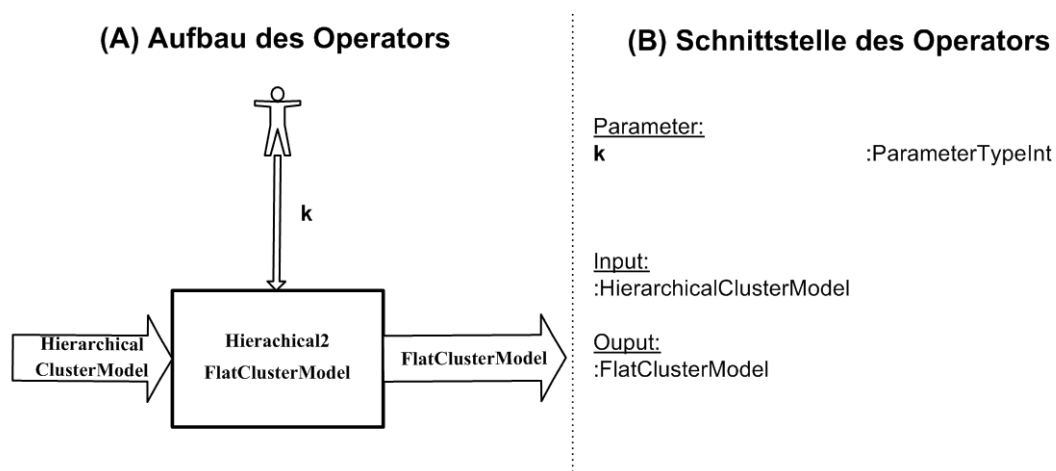 (A) Aufbau des Operators
k
Hierarchical
ClusterModel
Hierachical2
FlatClusterModel
FlatClusterModel
(B) Schnittstelle des Operators
Parameter:
k :ParameterTypeInt
Input:
:HierarchicalClusterModel
Ouput:
:FlatClusterModel